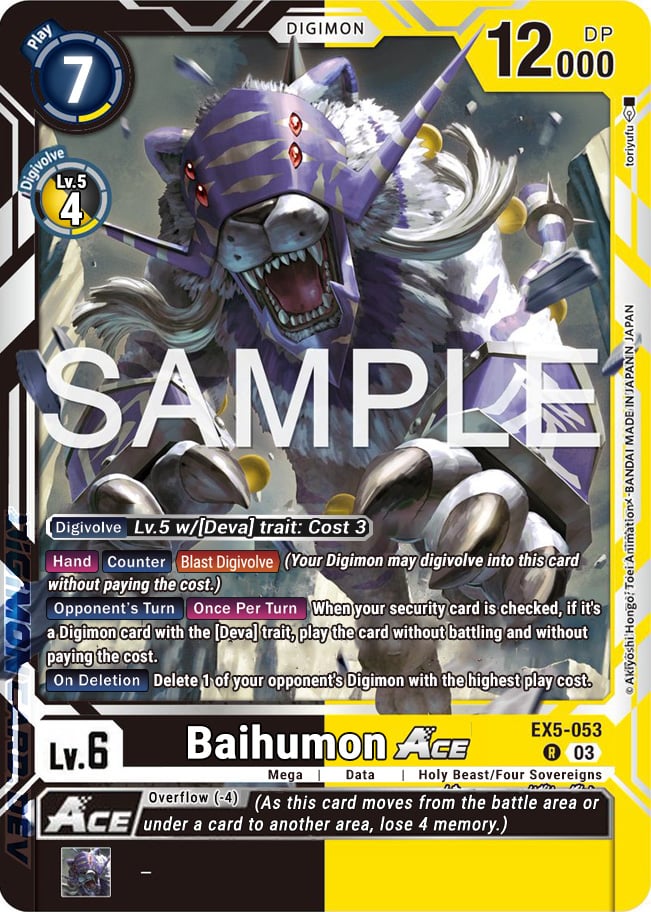 Play
7
DIGIMON
12000
DP
Digivolve
Lv.5
4
toriyufu
SAMPLE
© Akiyoshi Hongo, Toei Animation • BANDAI MADE IN JAPAN
Digivolve Lv.5 w/[Deva] trait: Cost 3
Hand Counter Blast Digivolve (Your Digimon may digivolve into this card
without paying the cost.)
Opponent's Turn Once Per Turn When your security card is checked, if it's
a Digimon card with the [Deva] trait, play the card without battling and without
paying the cost.
On Deletion Delete 1 of your opponent's Digimon with the highest play cost.
Lv.6
Baihumon ACE
EX5-053
R 03
Mega | Data | Holy Beast/Four Sovereigns
ACE
Overflow (-4) (As this card moves from the battle area or
under a card to another area, lose 4 memory.)
–